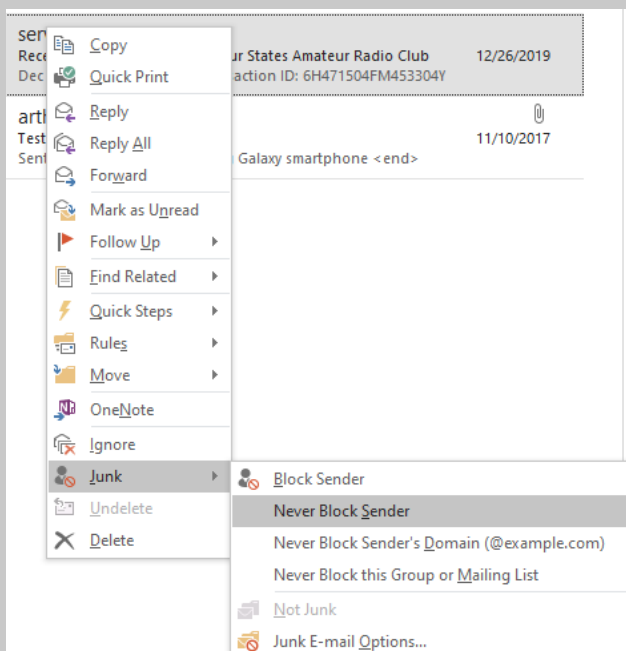 ser
Rece
ur States Amateur Radio Club 12/26/2019
Dec
action ID: 6H471504FM453304Y
art
Test
11/10/2017
Sent
Galaxy smartphone <end>
Copy
Quick Print
Reply
Reply All
Forward
Mark as Unread
Follow Up
Find Related
Quick Steps
Rules
Move
OneNote
Ignore
Junk
Undelete
Delete
Block Sender
Never Block Sender
Never Block Sender's Domain (@example.com)
Never Block this Group or Mailing List
Not Junk
Junk E-mail Options...